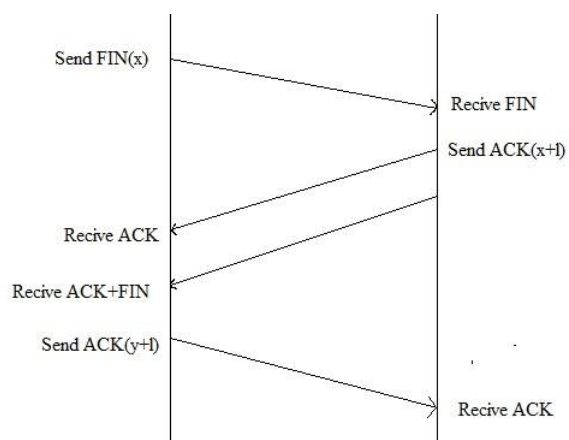 Send FIN(x)
Recive FIN
Send ACK(x+l)
Recive ACK
Recive ACK+FIN
Send ACK(y+l)
Recive ACK